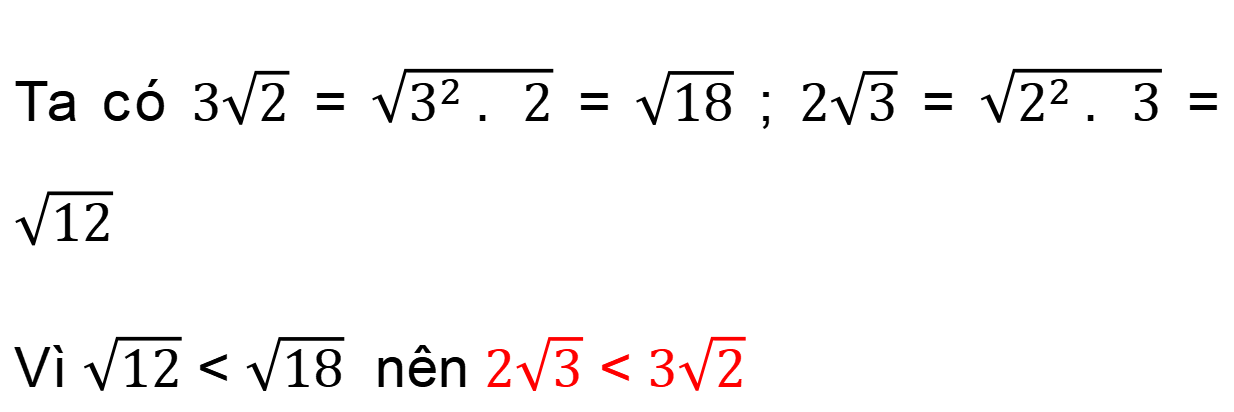 Ta có 3√2 = √(3² . 2) = √18 ; 2√3 = √(2² . 3) =
√12
Vì √12 < √18 nên 2√3 < 3√2